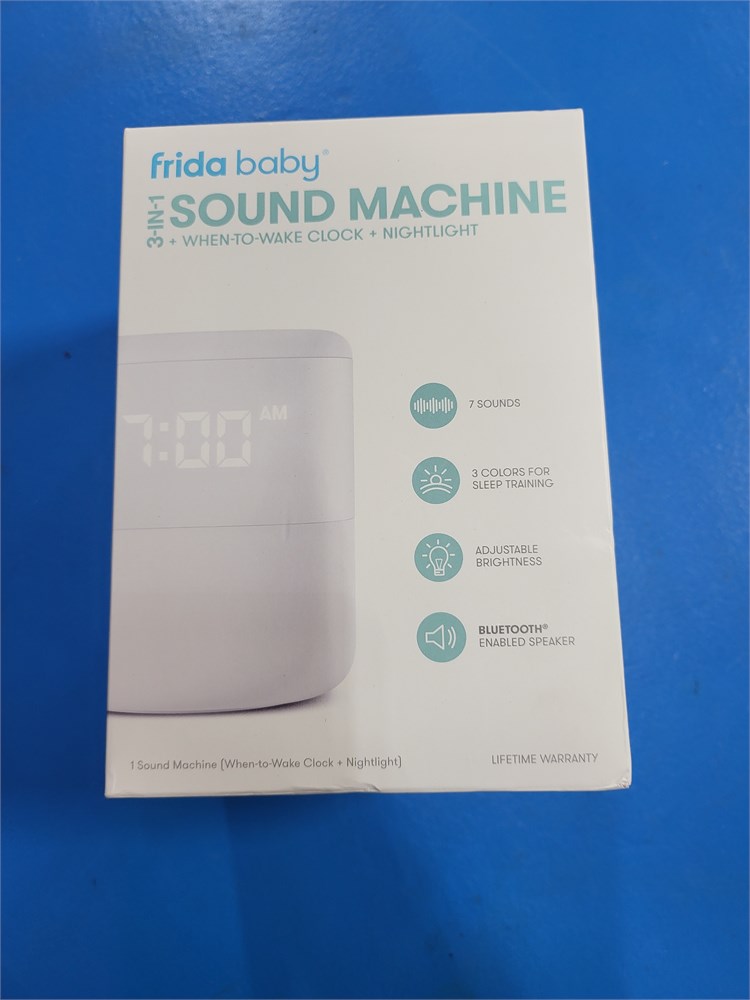 frida baby®
3-IN-1 SOUND MACHINE
+ WHEN-TO-WAKE CLOCK + NIGHTLIGHT
7:00 AM
7 SOUNDS
3 COLORS FOR
SLEEP TRAINING
ADJUSTABLE
BRIGHTNESS
BLUETOOTH®
ENABLED SPEAKER
1 Sound Machine (When-to-Wake Clock + Nightlight)
LIFETIME WARRANTY